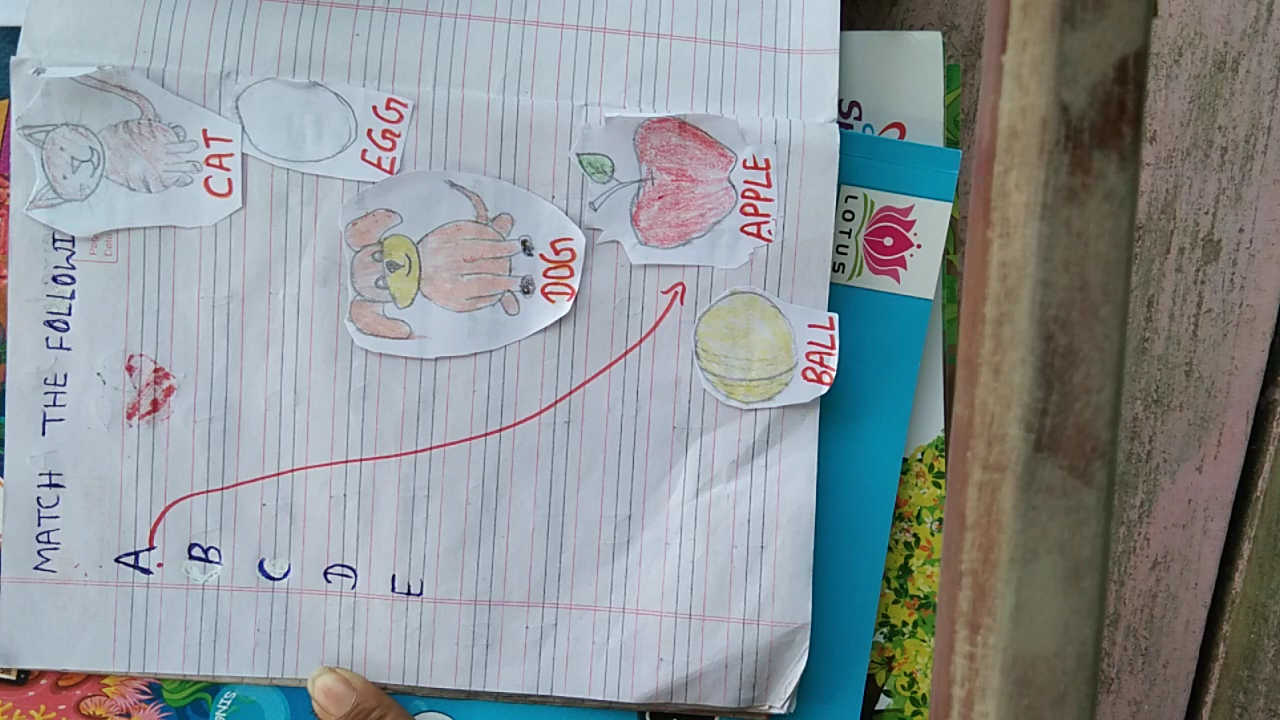 MATCH THE FOLLOWI
A
B
C
D
E
CAT
EGG
DOG
APPLE
BALL
LOTUS